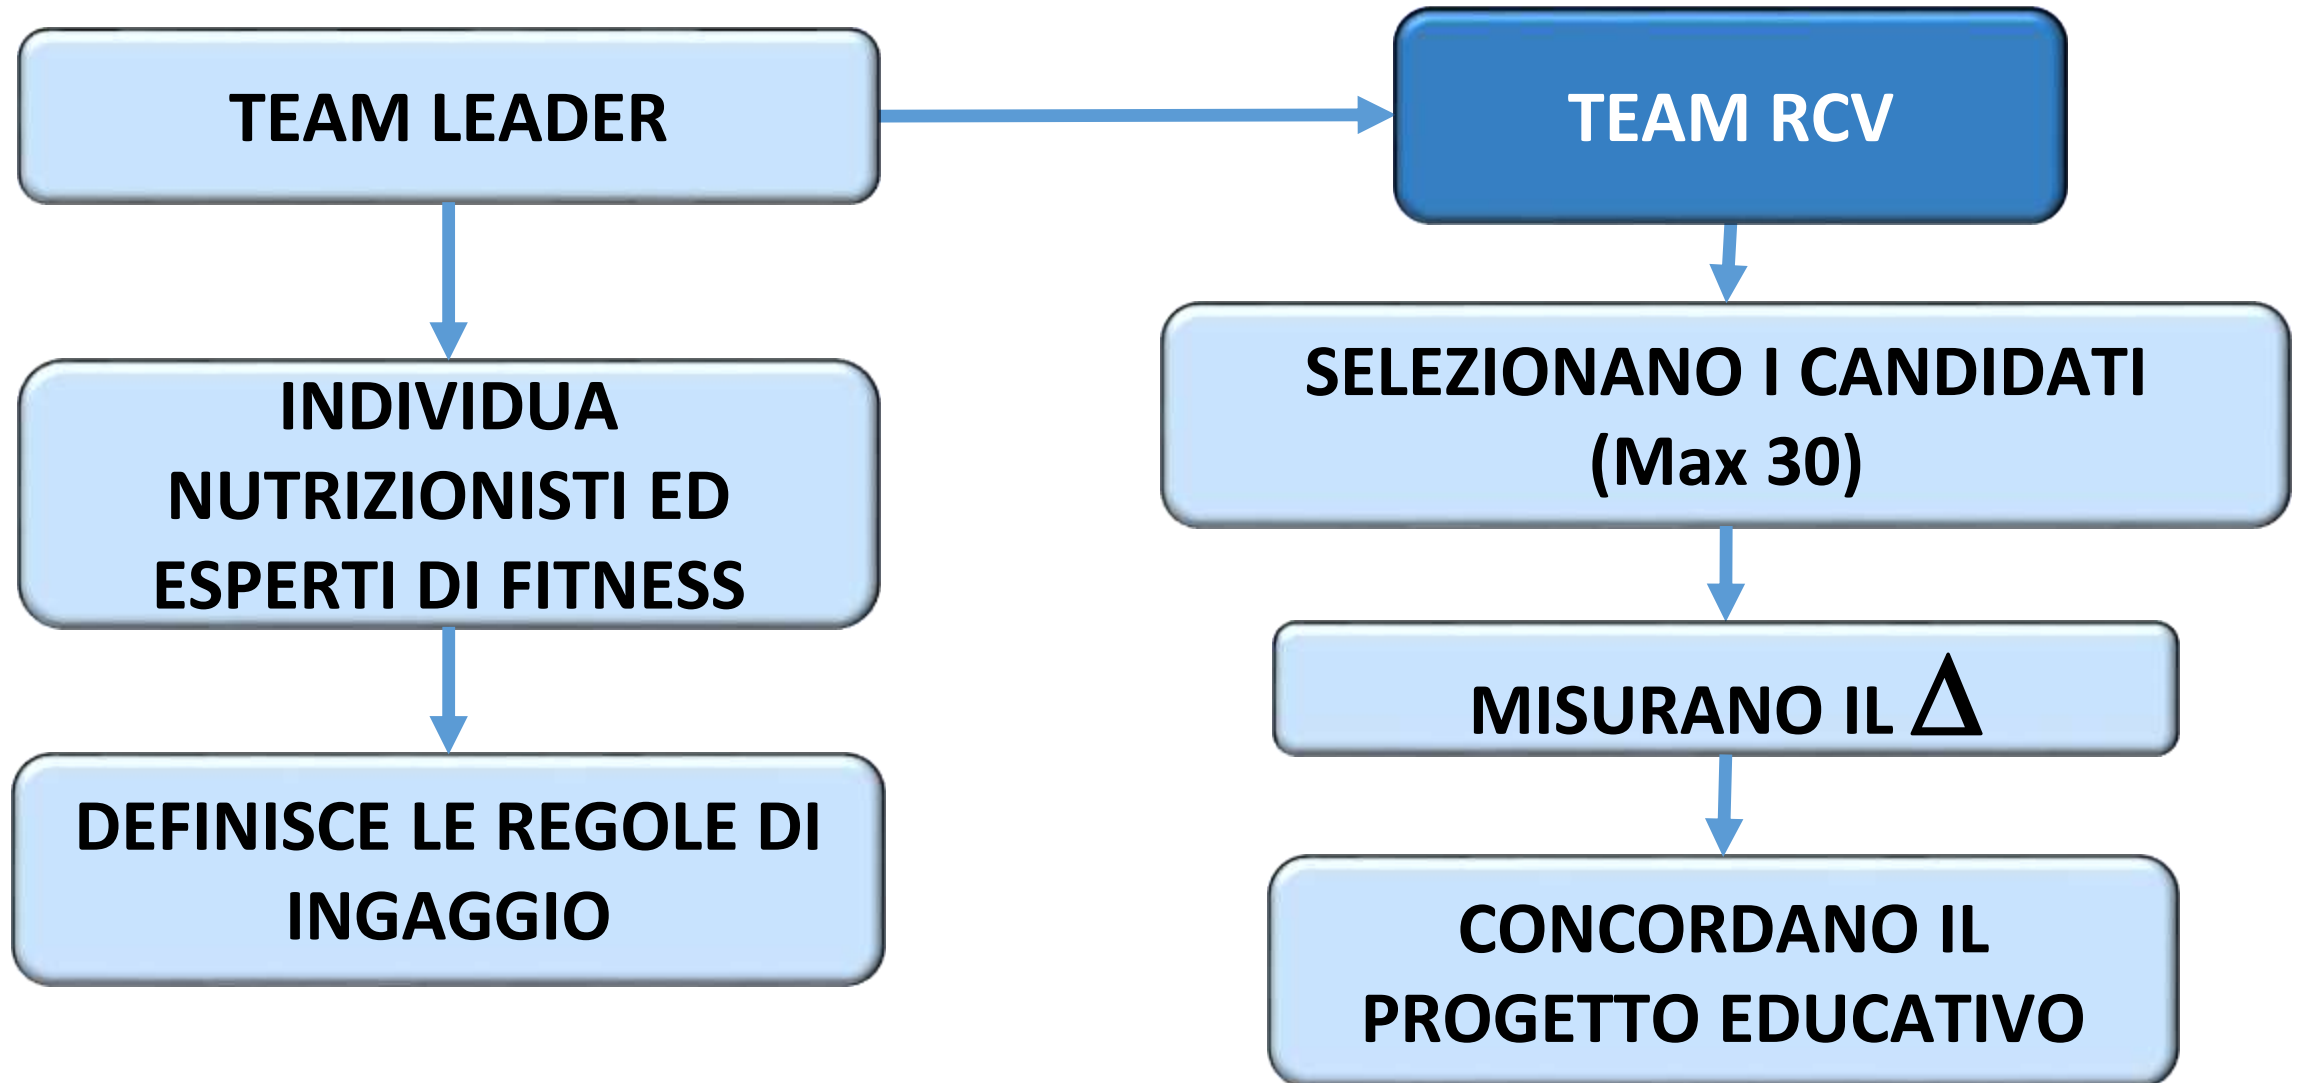 TEAM LEADER
TEAM RCV
INDIVIDUA
NUTRIZIONISTI ED
ESPERTI DI FITNESS
DEFINISCE LE REGOLE DI
INGAGGIO
SELEZIONANO I CANDIDATI
(Max 30)
MISURANO IL Δ
CONCORDANO IL
PROGETTO EDUCATIVO